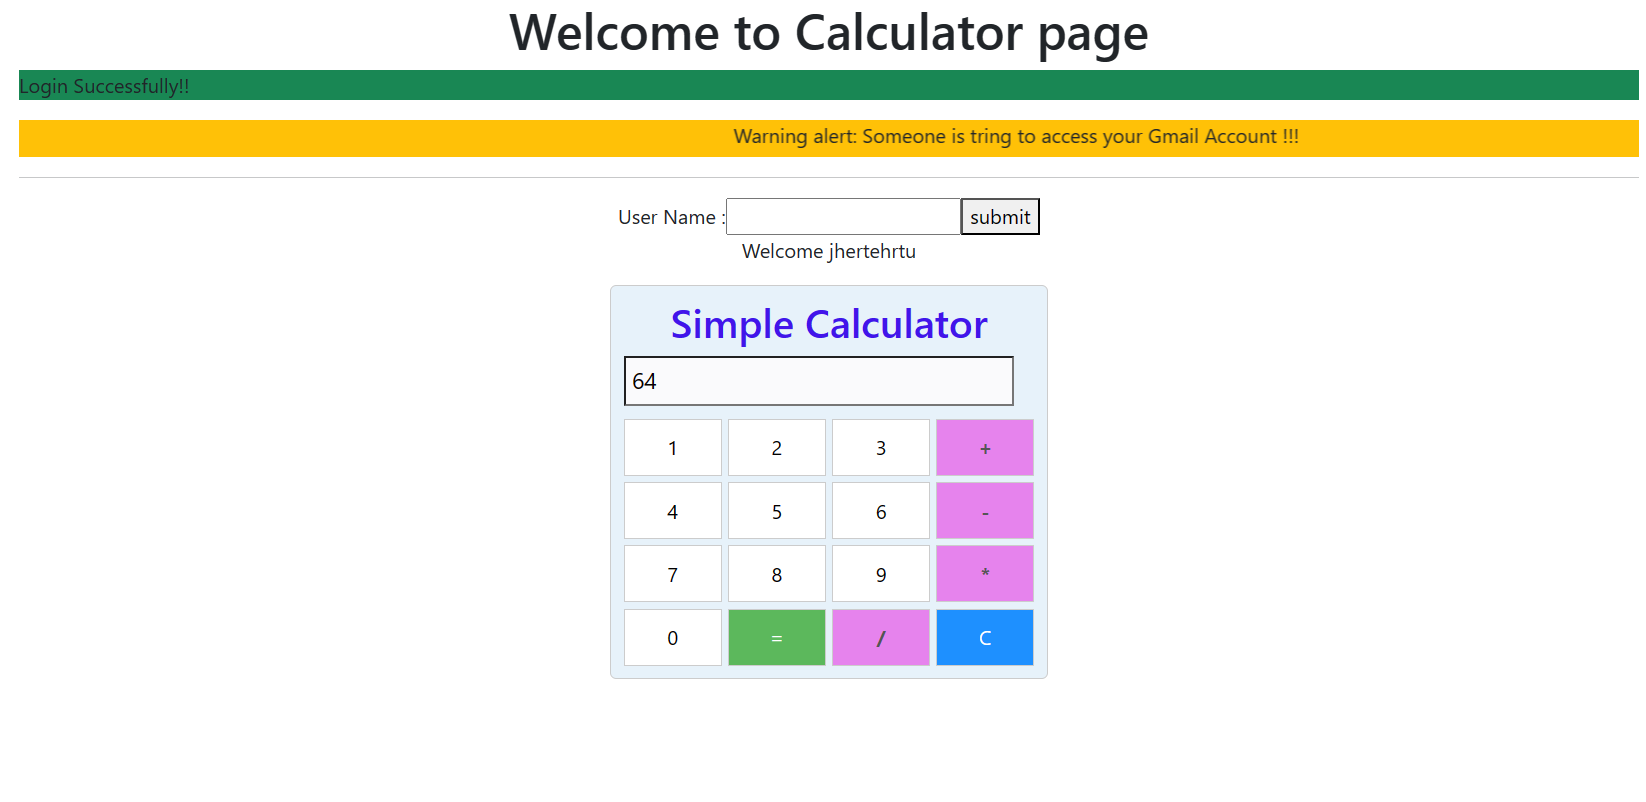 Welcome to Calculator page
Login Successfully!!
Warning alert: Someone is tring to access your Gmail Account !!!
User Name : submit
Welcome jhertehrtu
Simple Calculator
64
1 2 3 +
4 5 6 -
7 8 9 *
0 = / C